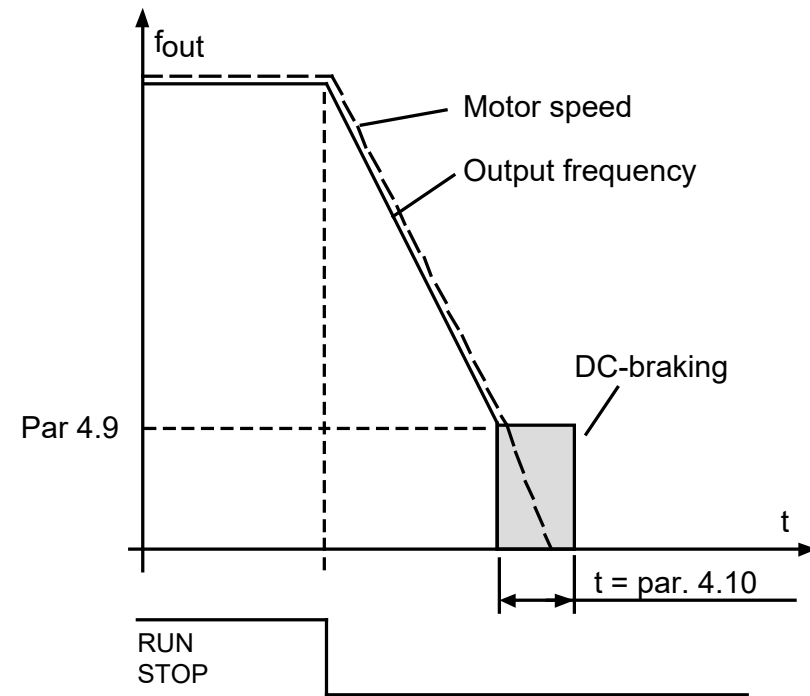 fout
Motor speed
Output frequency
DC-braking
Par 4.9
t
t = par. 4.10
RUN
STOP